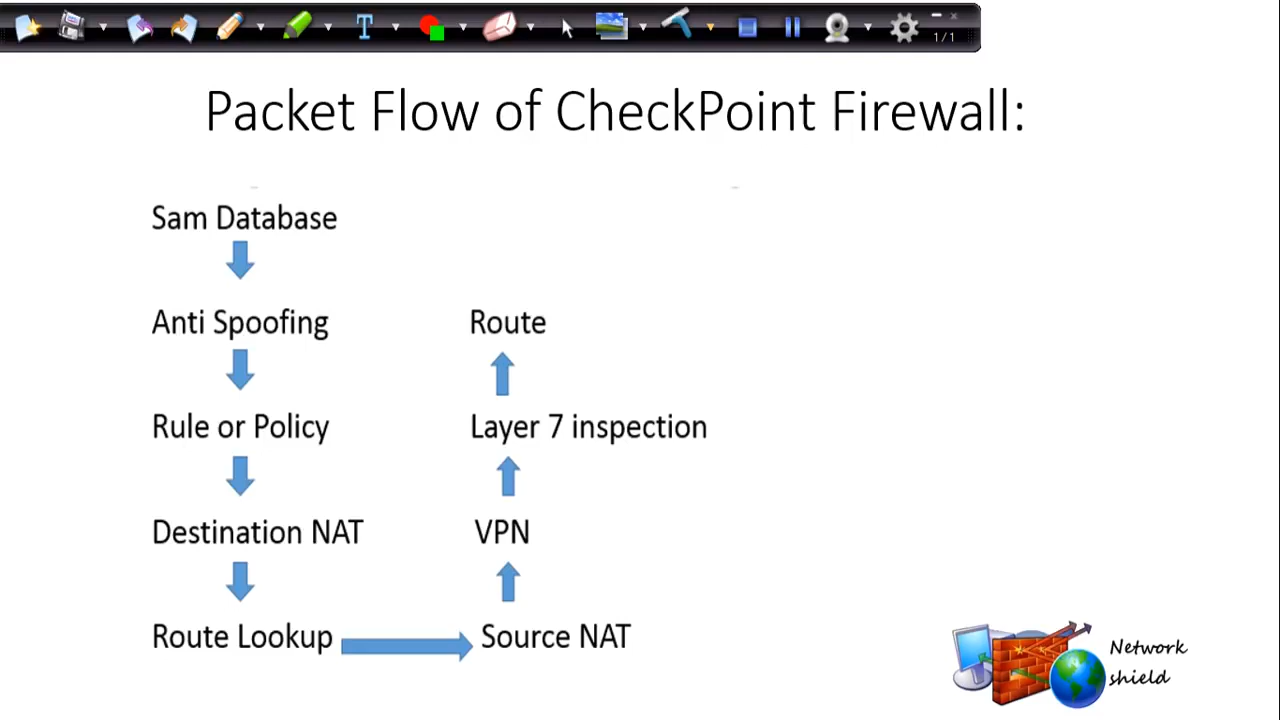 1/1
Packet Flow of CheckPoint Firewall:
Sam Database
Anti Spoofing
Rule or Policy
Destination NAT
Route Lookup
Source NAT
VPN
Layer 7 inspection
Route
Network
shield